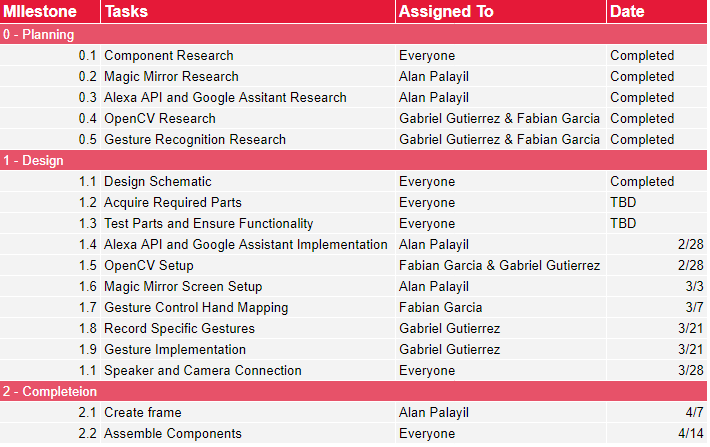 MIlestone Tasks Assigned To Date
0 - Planning
0.1 Component Research Everyone Completed
0.2 Magic Mirror Research Alan Palayil Completed
0.3 Alexa API and Google Assitant Research Alan Palayil Completed
0.4 OpenCV Research Gabriel Gutierrez & Fabian Garcia Completed
0.5 Gesture Recognition Research Gabriel Gutierrez & Fabian Garcia Completed
1 - Design
1.1 Design Schematic Everyone Completed
1.2 Acquire Required Parts Everyone TBD
1.3 Test Parts and Ensure Functionality Everyone TBD
1.4 Alexa API and Google Assistant Implementation Alan Palayil 2/28
1.5 OpenCV Setup Fabian Garcia & Gabriel Gutierrez 2/28
1.6 Magic Mirror Screen Setup Alan Palayil 3/3
1.7 Gesture Control Hand Mapping Fabian Garcia 3/7
1.8 Record Specific Gestures Gabriel Gutierrez 3/21
1.9 Gesture Implementation Gabriel Gutierrez 3/21
1.1 Speaker and Camera Connection Everyone 3/28
2 - Completeion
2.1 Create frame Alan Palayil 4/7
2.2 Assemble Components Everyone 4/14